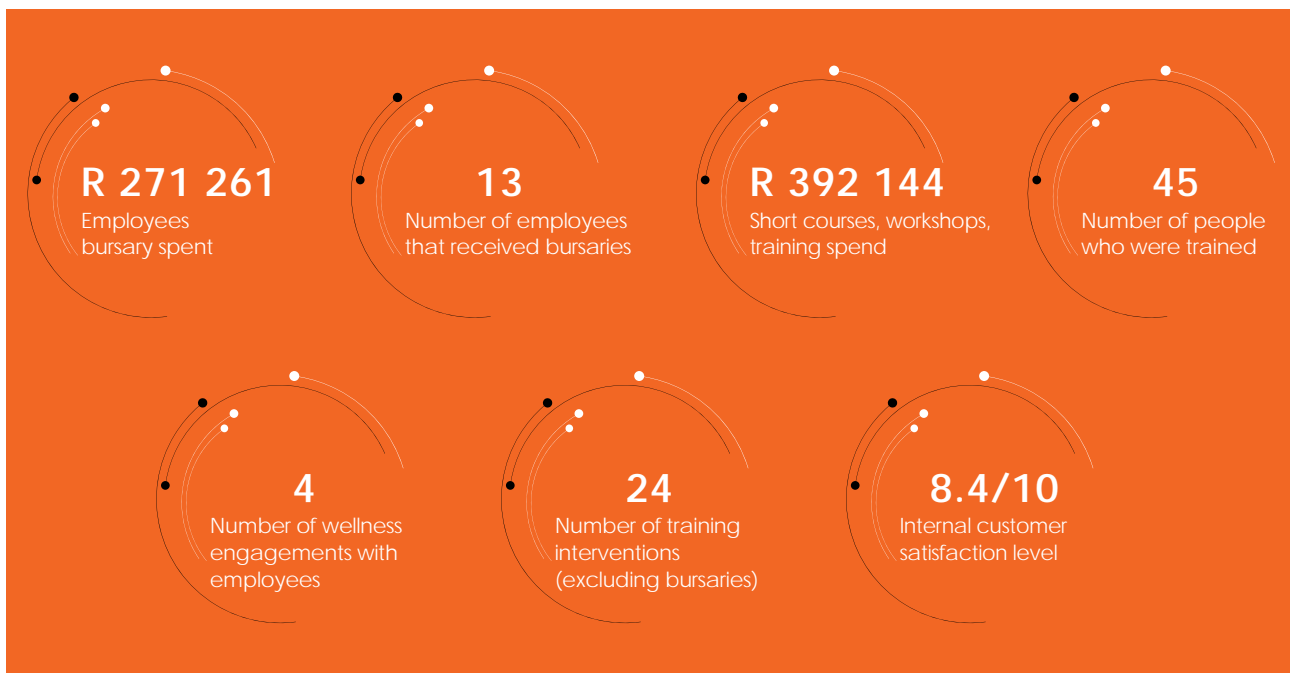 R 271 261
Employees
bursary spent
13
Number of employees
that received bursaries
R 392 144
Short courses, workshops,
training spend
45
Number of people
who were trained
4
Number of wellness
engagements with
employees
24
Number of training
interventions
(excluding bursaries)
8.4/10
Internal customer
satisfaction level